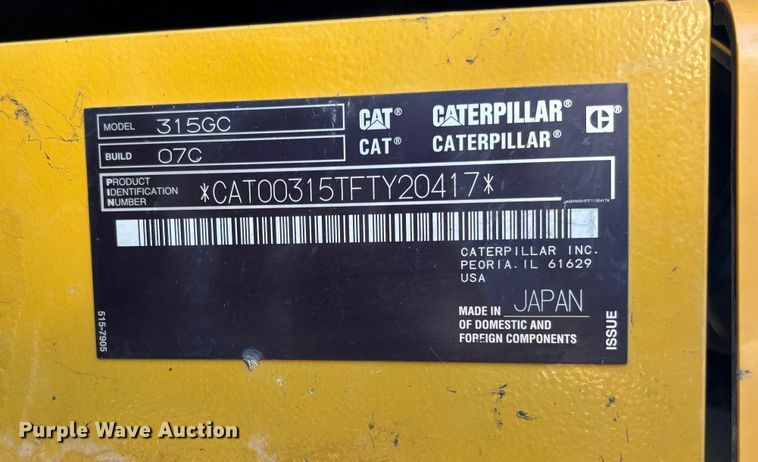 MODEL 315GC
CAT® CATERPILLAR® C
BUILD 07C
CAT® CATERPILLAR®
PRODUCT
IDENTIFICATION
NUMBER
*CAT00315TFTY20417*
*CAT00315TFTY20417*
CATERPILLAR INC.
PEORIA. IL 61629
USA
MADE IN JAPAN
OF DOMESTIC AND
FOREIGN COMPONENTS
515-7905
ISSUE
Purple Wave Auction